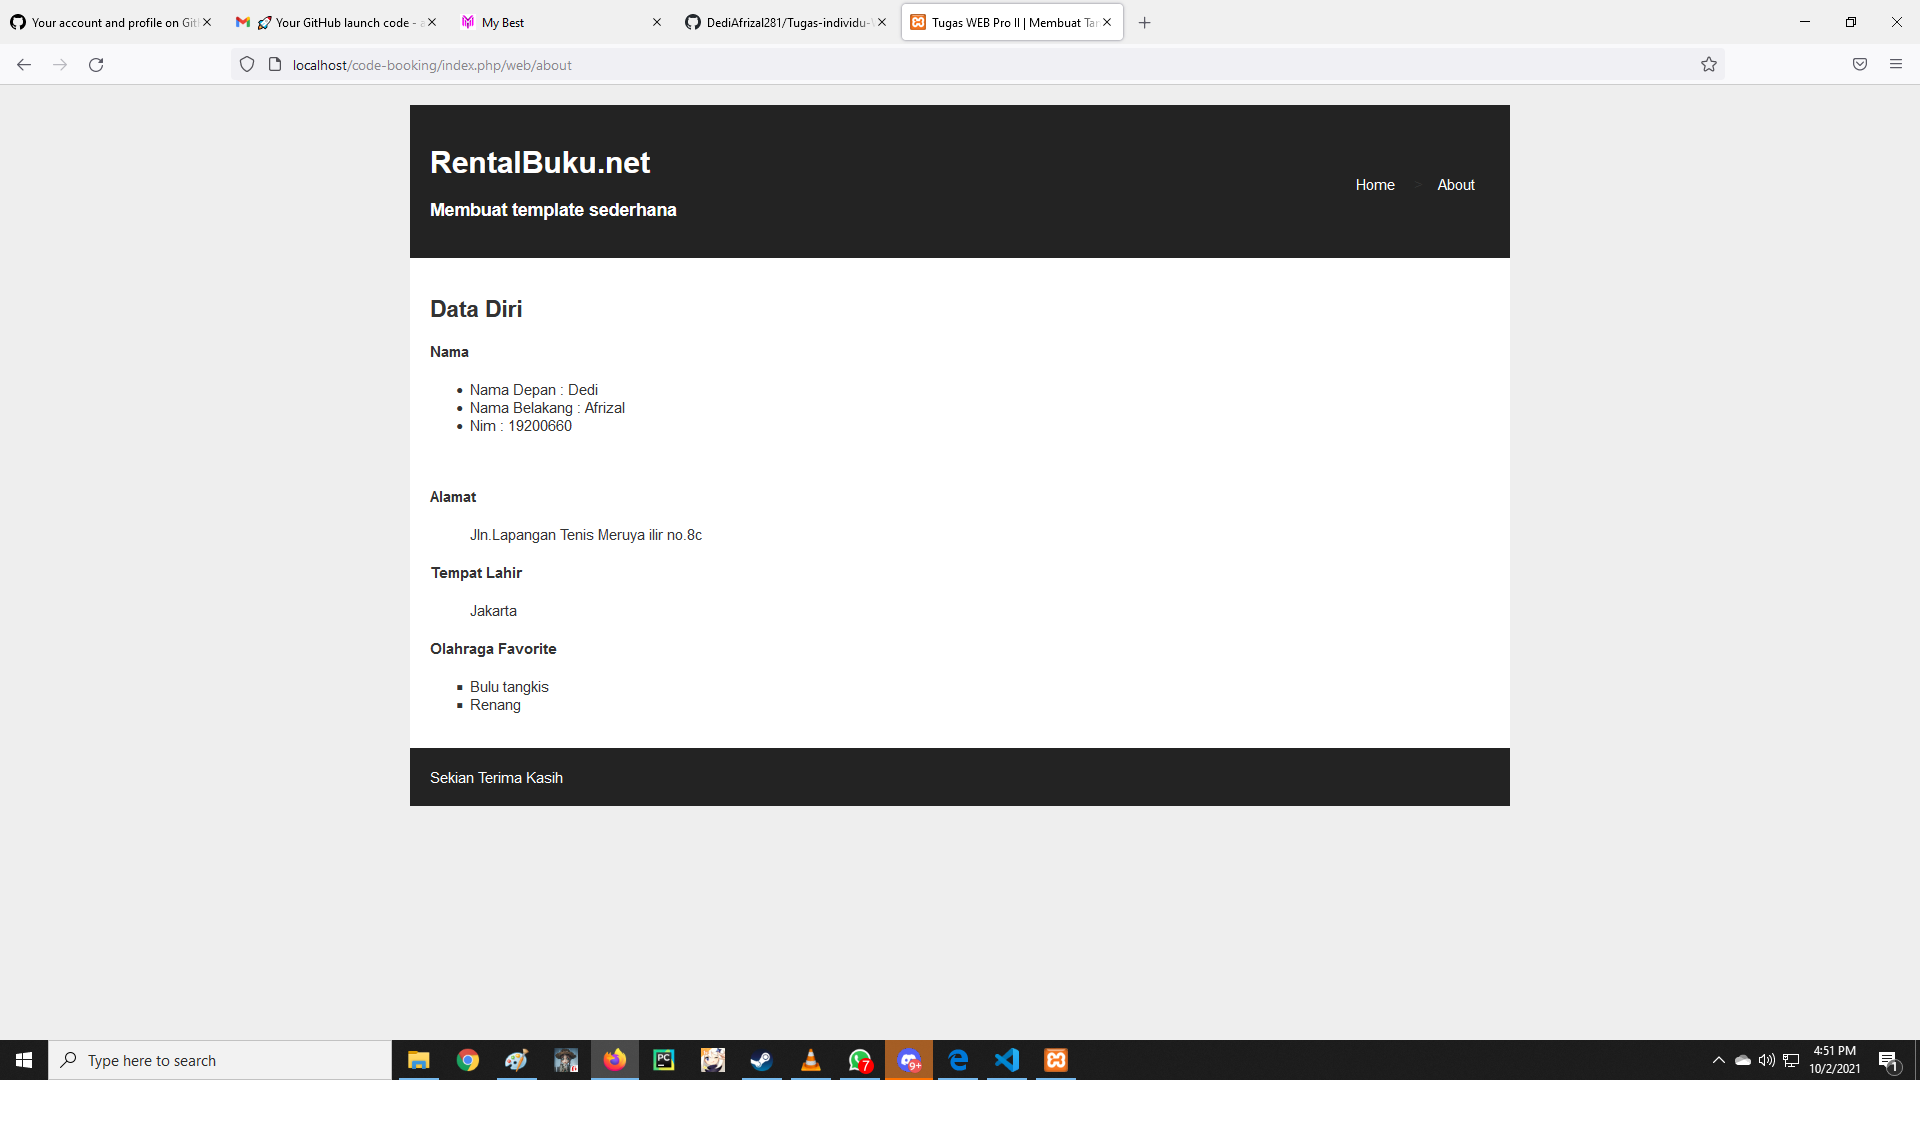 Your account and profile on Git
Your GitHub launch code - a
My Best
DediAfrizal281/Tugas-individu-W
Tugas WEB Pro II | Membuat Tam
localhost/code-booking/index.php/web/about
RentalBuku.net
Membuat template sederhana
Home > About
Data Diri
Nama
Nama Depan : Dedi
Nama Belakang : Afrizal
Nim : 19200660
Alamat
Jln.Lapangan Tenis Meruya ilir no.8c
Tempat Lahir
Jakarta
Olahraga Favorite
Bulu tangkis
Renang
Sekian Terima Kasih
Type here to search
PC
7
9+
4:51 PM
10/2/2021
1